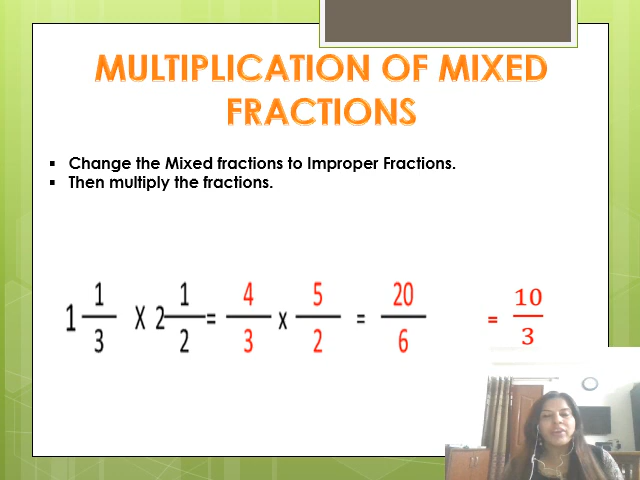 MULTIPLICATION OF MIXED
FRACTIONS
▪ Change the Mixed fractions to Improper Fractions.
▪ Then multiply the fractions.
1 1/3 X 2 1/2 = 4/3 x 5/2 = 20/6 = 10/3